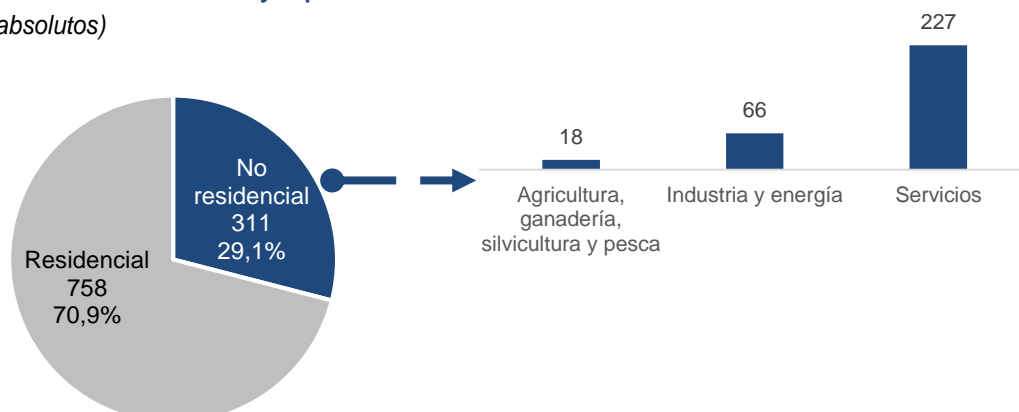 absolutos)
No
residencial
311
29,1%
Residencial
758
70,9%
18
66
227
Agricultura,
ganadería,
silvicultura y pesca
Industria y energía
Servicios